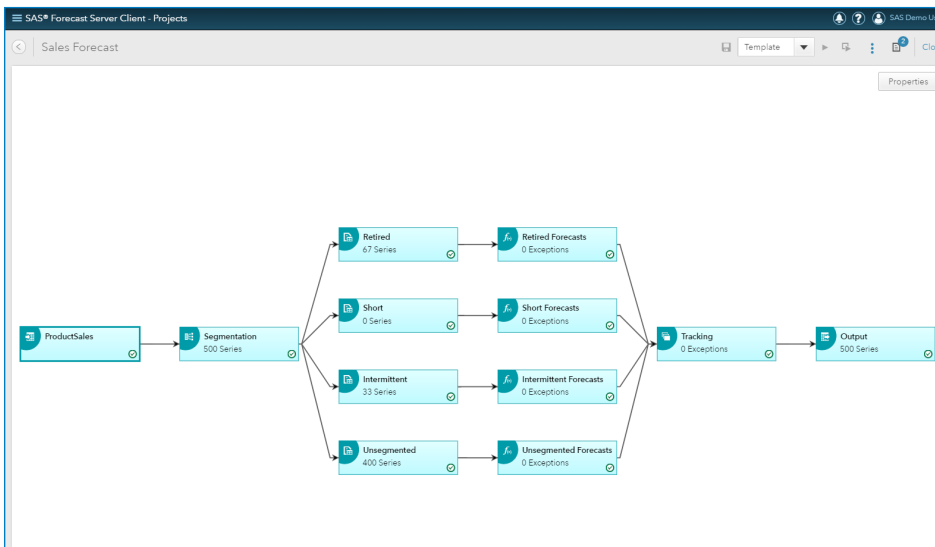 SAS® Forecast Server Client - Projects
SAS Demo
Sales Forecast
Template
2
Properties
Retired
67 Series
Retired Forecasts
0 Exceptions
Short
0 Series
Short Forecasts
0 Exceptions
ProductSales
Segmentation
500 Series
Tracking
0 Exceptions
Output
500 Series
Intermittent
33 Series
Intermittent Forecasts
0 Exceptions
Unsegmented
400 Series
Unsegmented Forecasts
0 Exceptions